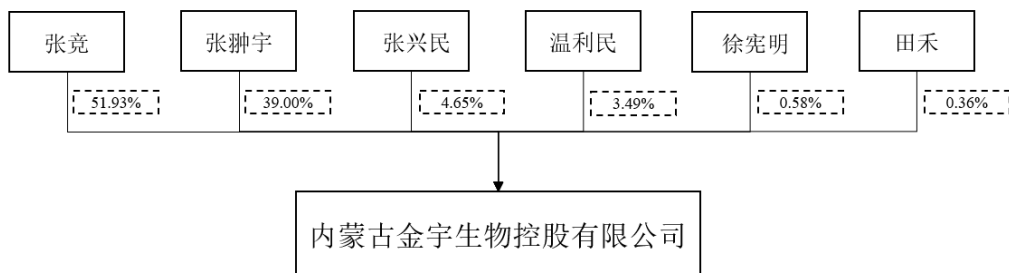 张竞
张翀宇
张兴民
温利民
徐宪明
田禾
51.93%
39.00%
4.65%
3.49%
0.58%
0.36%
内蒙古金宇生物控股有限公司